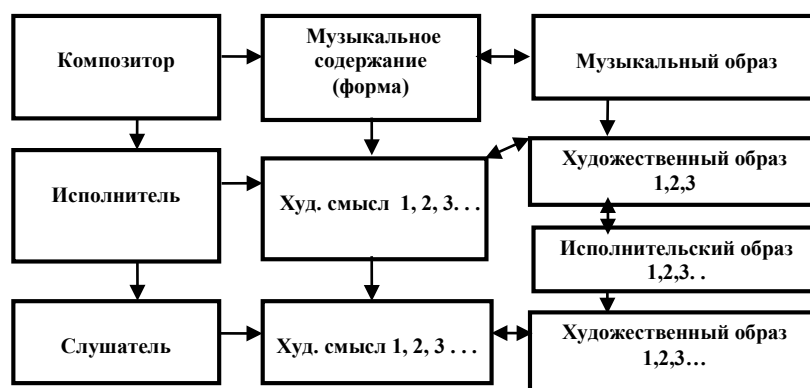 Композитор
Музыкальное
содержание
(форма)
Музыкальный образ
Исполнитель
Худ. смысл 1, 2, 3. . .
Художественный образ
1,2,3
Исполнительский образ
1,2,3. .
Слушатель
Худ. смысл 1, 2, 3 . . .
Художественный образ
1,2,3...